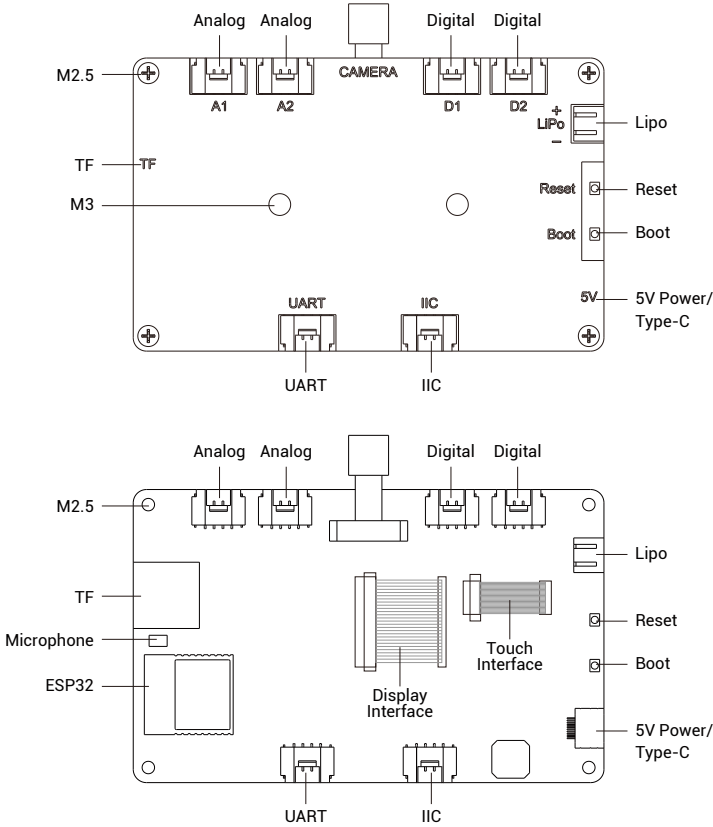 Analog Analog Digital Digital
M2.5
CAMERA
A1 A2 D1 D2
+
LiPo
−
Lipo
TF TF
Reset Reset
M3
Boot Boot
5V 5V Power/
Type-C
UART IIC
UART IIC
Analog Analog Digital Digital
M2.5
Lipo
TF
Reset
Microphone
Touch
Interface
Boot
ESP32
Display
Interface
5V Power/
Type-C
UART IIC